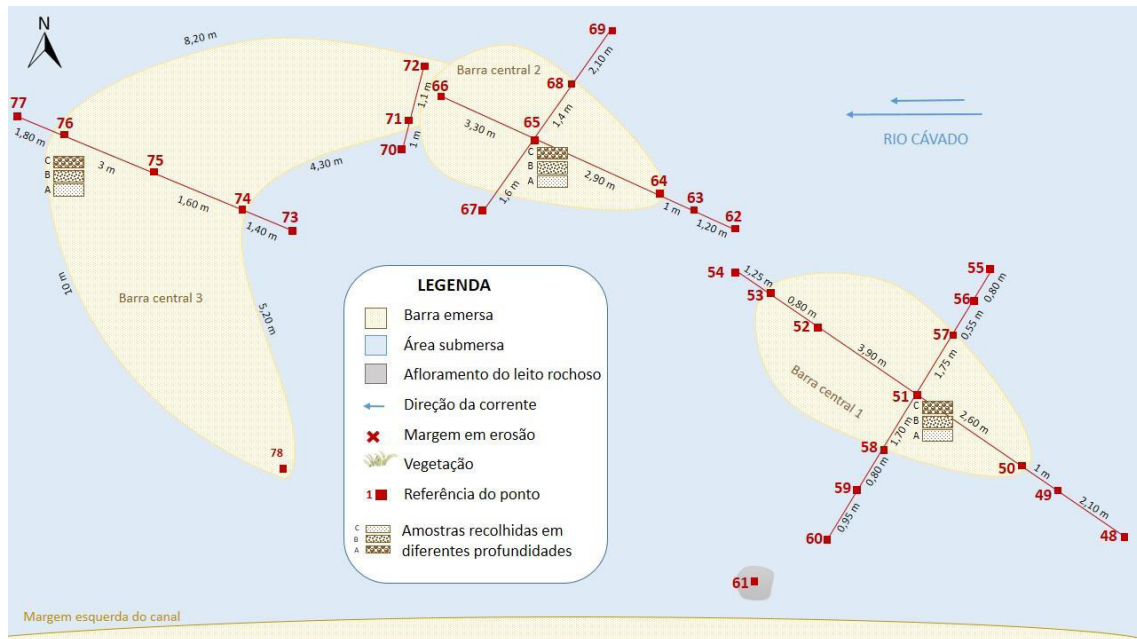 N
8,20 m
69
2,10 m
72
Barra central 2
66
68
77
76
1,1 m
71
1,4 m
3,30 m
65
RIO CÁVADO
1,80 m
C
B
A
3 m
75
70
1 m
4,30 m
C
B
A
2,90 m
1,60 m
74
67
1,6 m
64
63
62
1 m
1,20 m
73
1,40 m
54
55
1,25 m
53
56
0,80 m
0,80 m
52
57
0,55 m
10 m
Barra central 3
5,20 m
3,90 m
1,75 m
Barra central 1
51
C
B
A
1,70 m
2,60 m
58
50
78
59
0,80 m
1 m
49
2,10 m
60
0,95 m
48
61
LEGENDA
Barra emersa
Área submersa
Afloramento do leito rochoso
Direção da corrente
Margem em erosão
Vegetação
1 Referência do ponto
C
B
A
Amostras recolhidas em
diferentes profundidades
Margem esquerda do canal